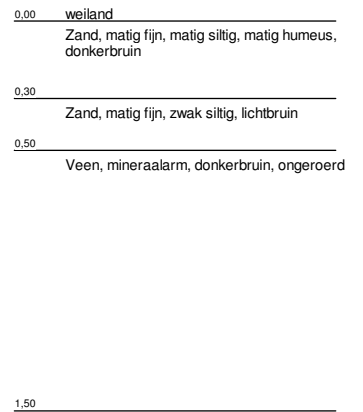 0,00 weiland
Zand, matig fijn, matig siltig, matig humeus,
donkerbruin
0,30
Zand, matig fijn, zwak siltig, lichtbruin
0,50
Veen, mineraalarm, donkerbruin, ongeroerd
1,50